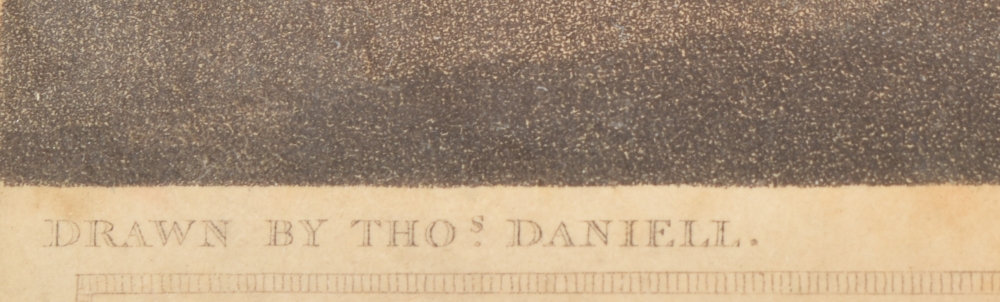 DRAWN BY THOˢ. DANIELL.